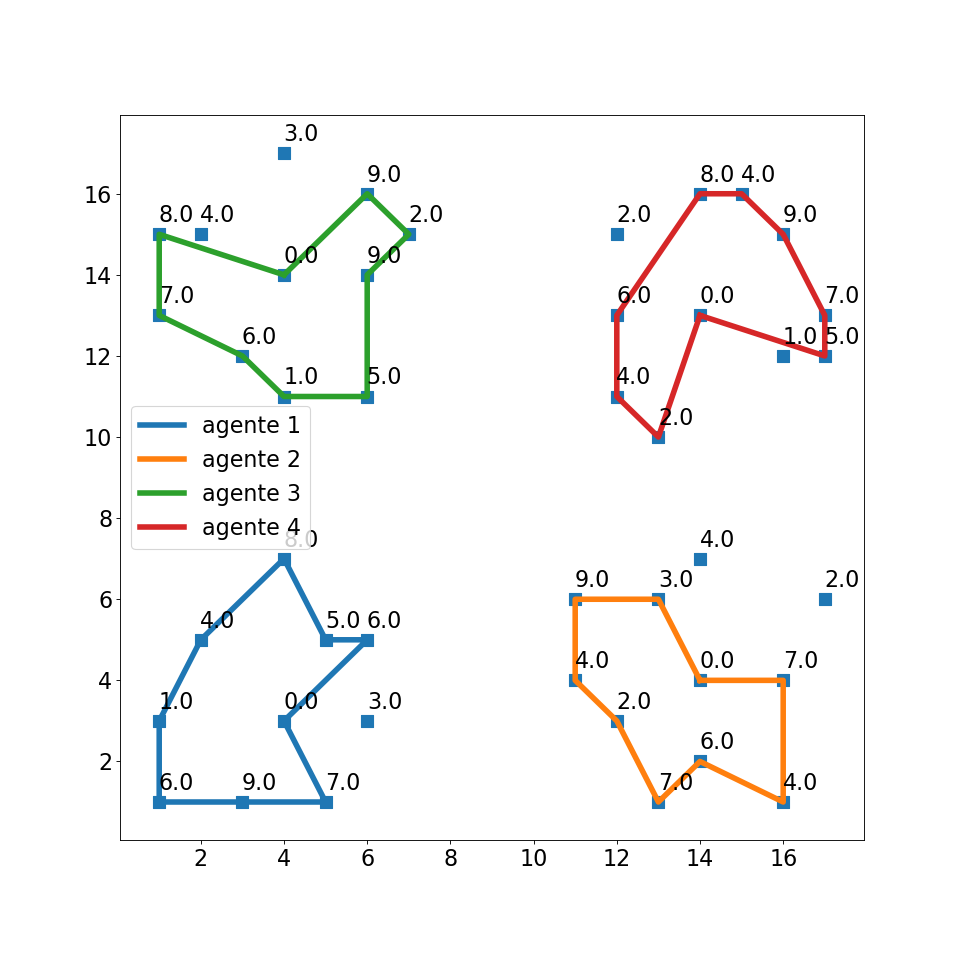 3.0
9.0
8.0 4.0
8.0 4.0 2.0 2.0 9.0
0.0 9.0
7.0 6.0 0.0 7.0
6.0 1.0 5.0
1.0 5.0 4.0
2.0
agente 1
agente 2
agente 3
agente 4
8.0 4.0
9.0 3.0 2.0
4.0 5.0 6.0
4.0 0.0 7.0
1.0 0.0 3.0 2.0
6.0
6.0 9.0 7.0 7.0 4.0
16
14
12
10
8
6
4
2
2 4 6 8 10 12 14 16